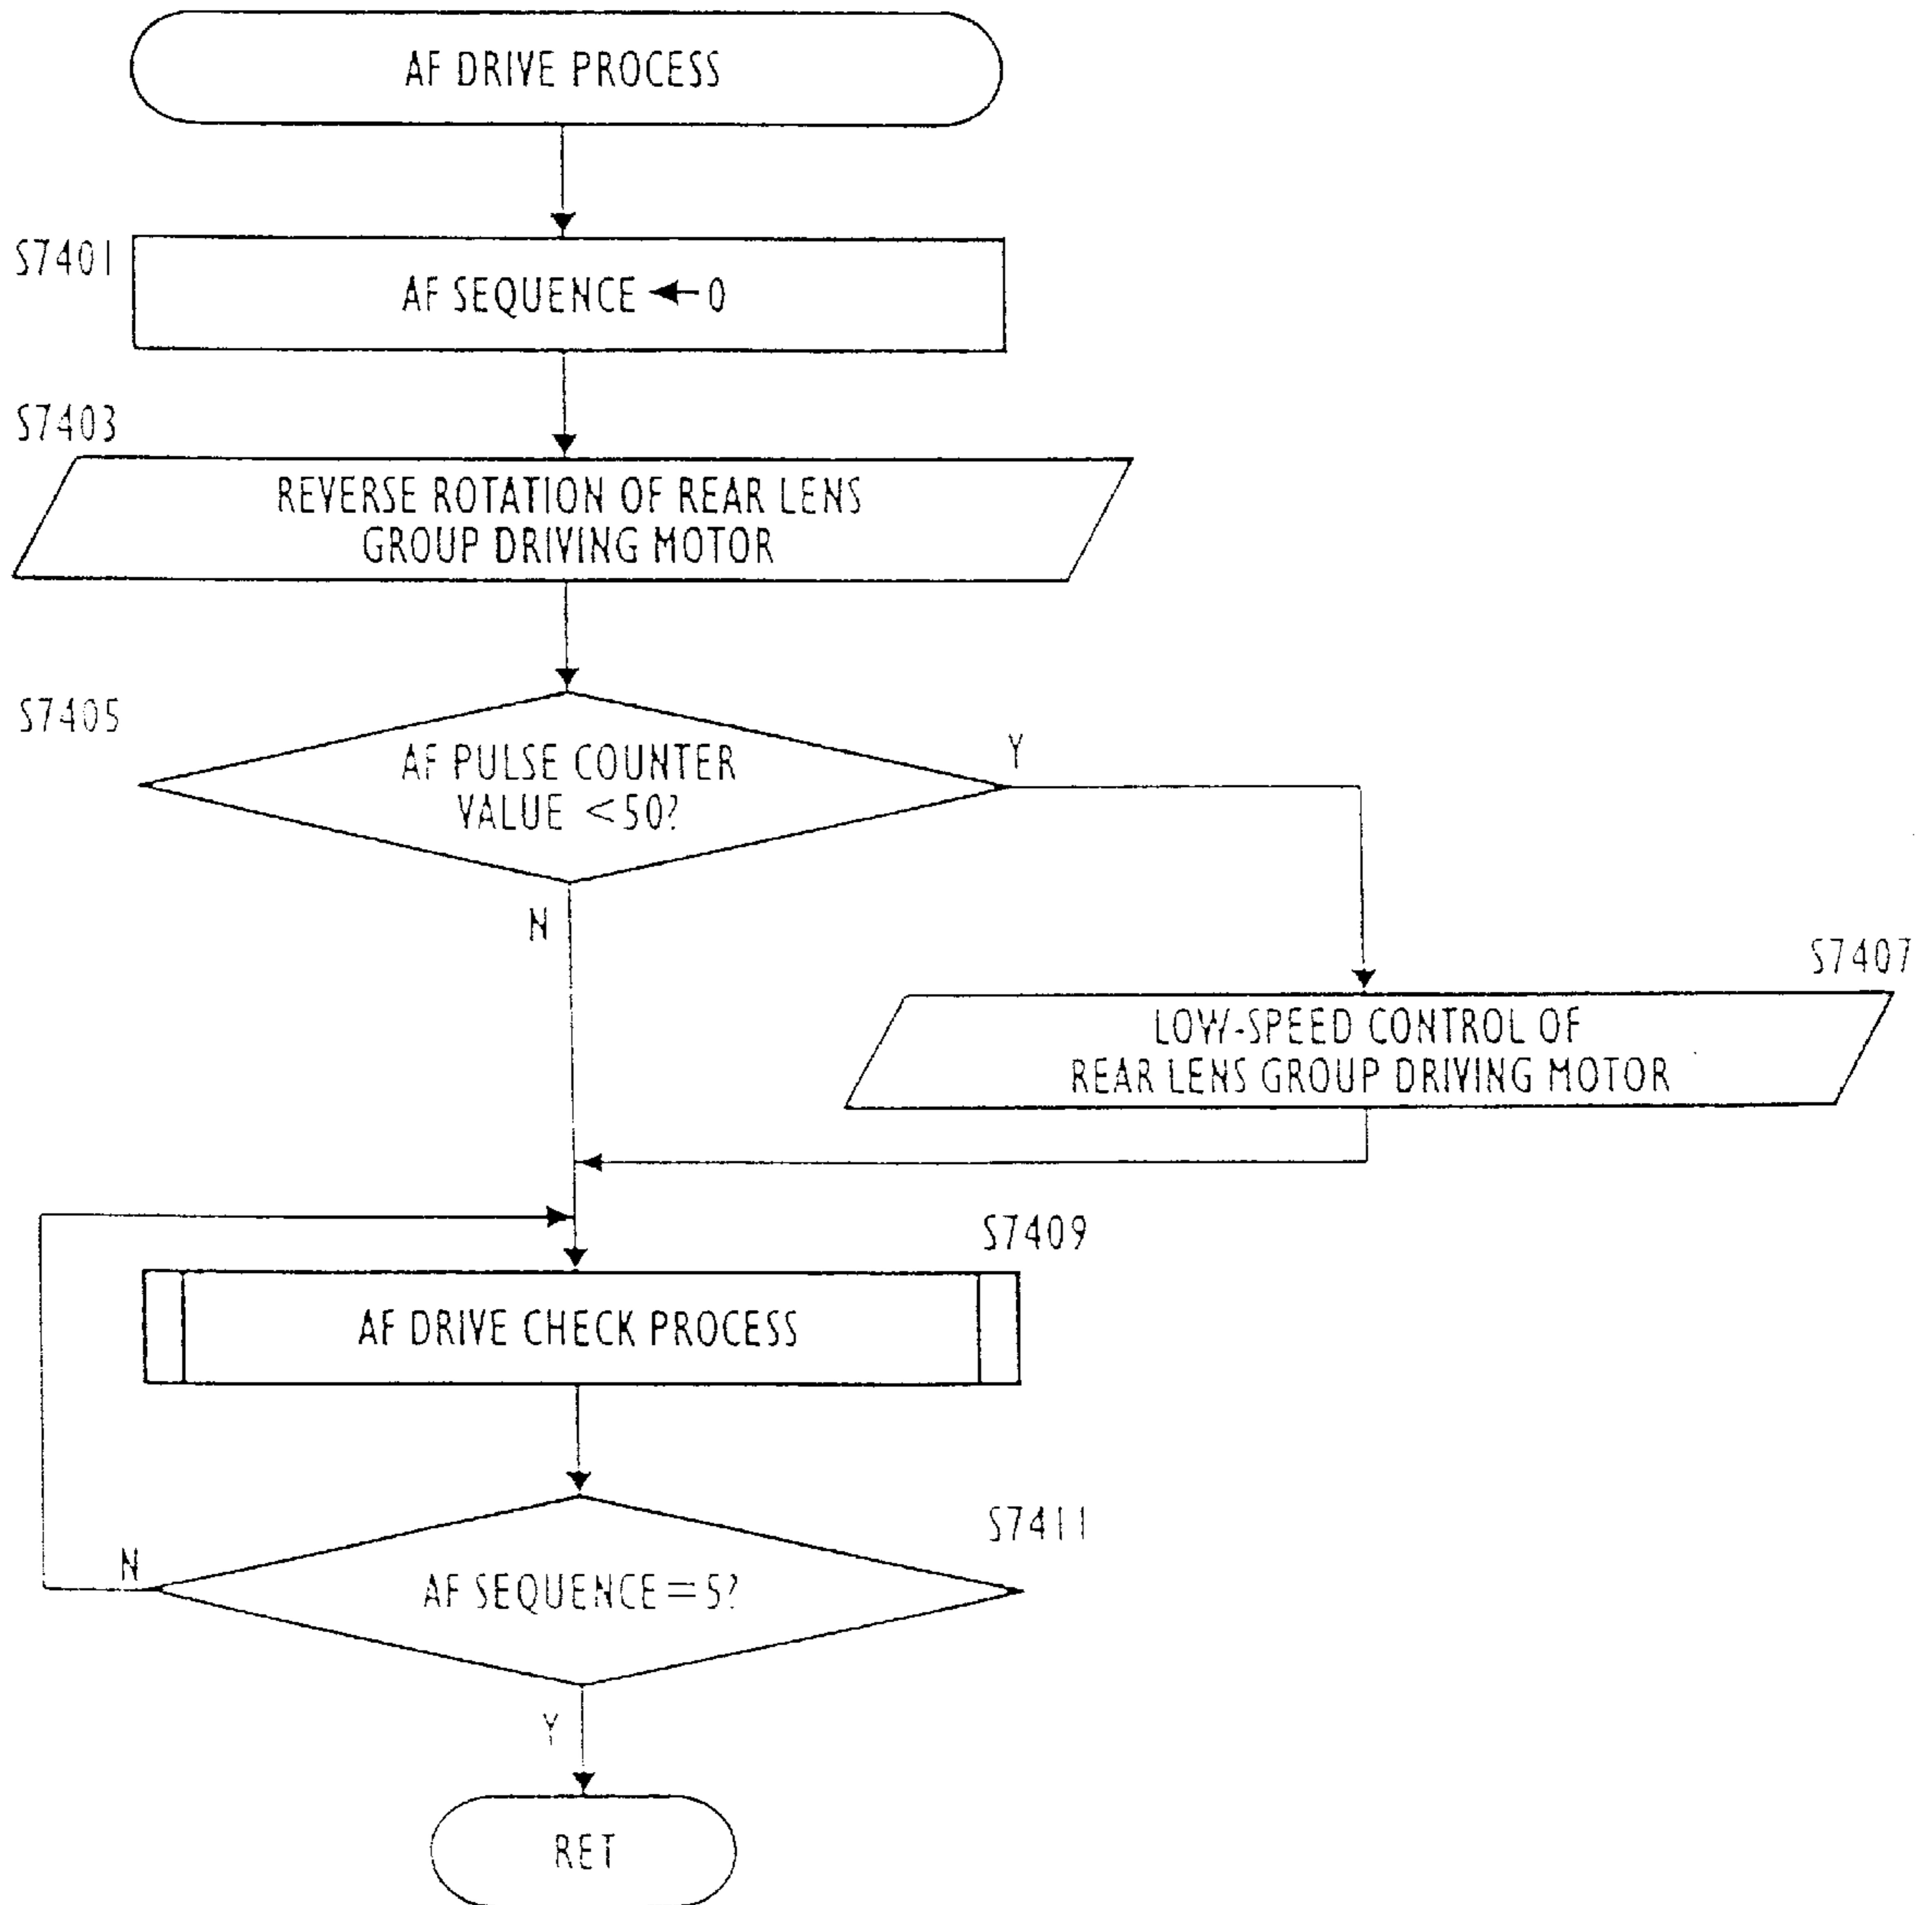 AF DRIVE PROCESS
S7401
AF SEQUENCE ←0
S7403
REVERSE ROTATION OF REAR LENS
GROUP DRIVING MOTOR
S7405
AF PULSE COUNTER
VALUE <50?
Y
N
S7407
LOW-SPEED CONTROL OF
REAR LENS GROUP DRIVING MOTOR
S7409
AF DRIVE CHECK PROCESS
S7411
N
AF SEQUENCE=5?
Y
RET